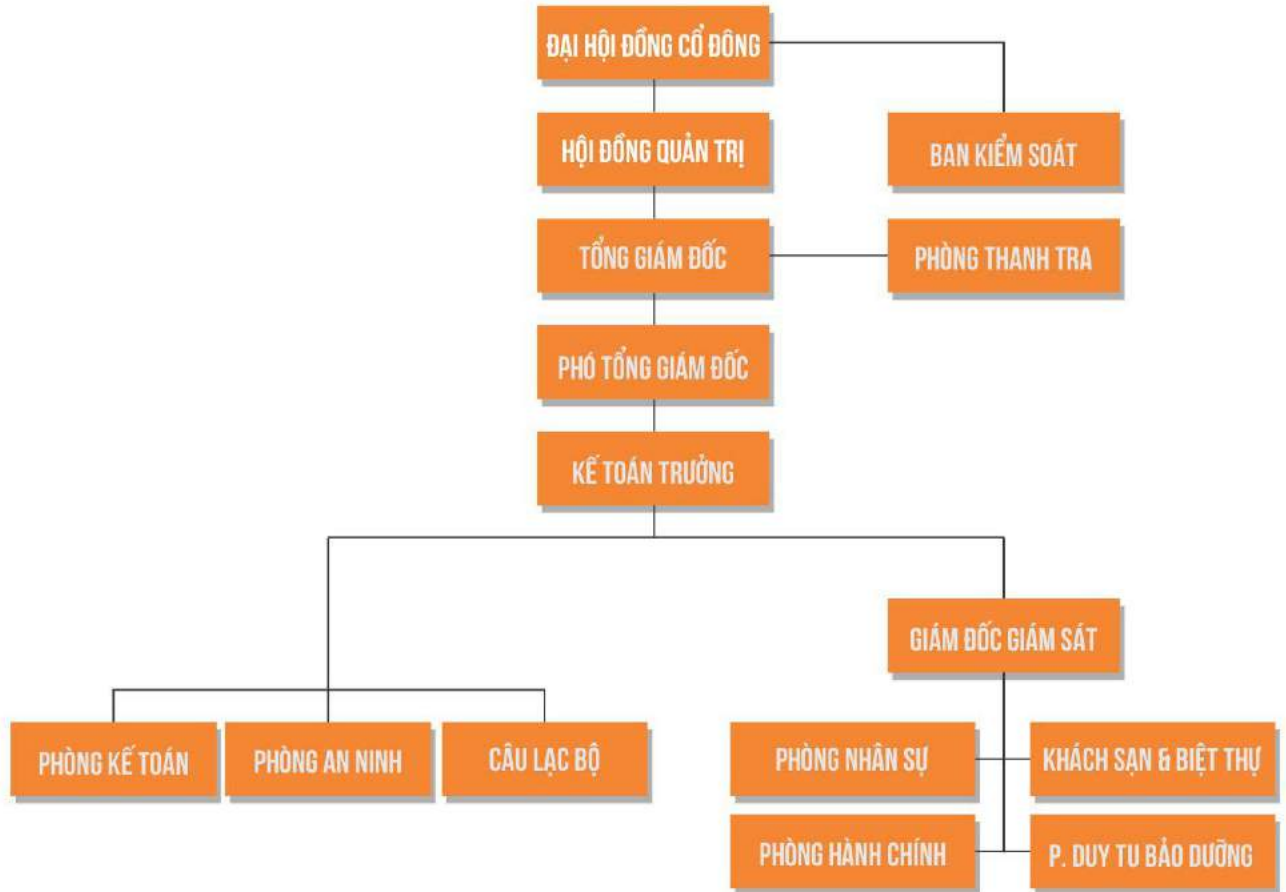 ĐẠI HỘI ĐỒNG CỔ ĐÔNG
HỘI ĐỒNG QUẢN TRỊ
BAN KIỂM SOÁT
TỔNG GIÁM ĐỐC
PHÒNG THANH TRA
PHÓ TỔNG GIÁM ĐỐC
KẾ TOÁN TRƯỞNG
GIÁM ĐỐC GIÁM SÁT
PHÒNG KẾ TOÁN
PHÒNG AN NINH
CÂU LẠC BỘ
PHÒNG NHÂN SỰ
KHÁCH SẠN & BIỆT THỰ
PHÒNG HÀNH CHÍNH
P. DUY TU BẢO DƯỠNG